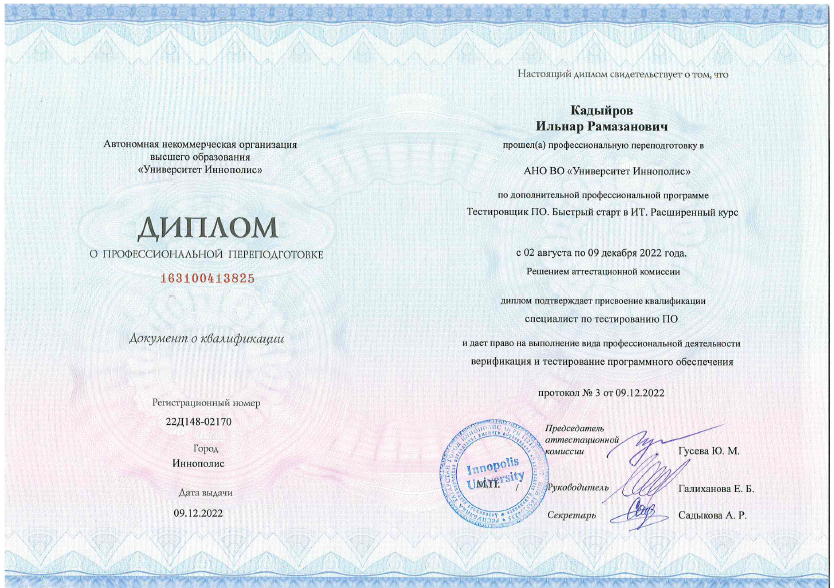 Автономная некоммерческая организация
высшего образования
«Университет Иннополис»
ДИПЛОМ
О ПРОФЕССИОНАЛЬНОЙ ПЕРЕПОДГОТОВКЕ
163100413825
Документ о квалификации
Регистрационный номер
22Д148-02170
Город
Иннополис
Дата выдачи
09.12.2022
Настоящий диплом свидетельствует о том, что
Кадыйров
Ильнар Рамазанович
прошел(а) профессиональную переподготовку в
АНО ВО «Университет Иннополис»
по дополнительной профессиональной программе
Тестировщик ПО. Быстрый старт в ИТ. Расширенный курс
с 02 августа по 09 декабря 2022 года.
Решением аттестационной комиссии
диплом подтверждает присвоение квалификации
специалист по тестированию ПО
и дает право на выполнение вида профессиональной деятельности
верификация и тестирование программного обеспечения
протокол № 3 от 09.12.2022
Председатель
аттестационной
комиссии
Гусева Ю. М.
Innopolis
University
М.П.
Руководитель
Галиханова Е. Б.
Секретарь
Садыкова А. Р.